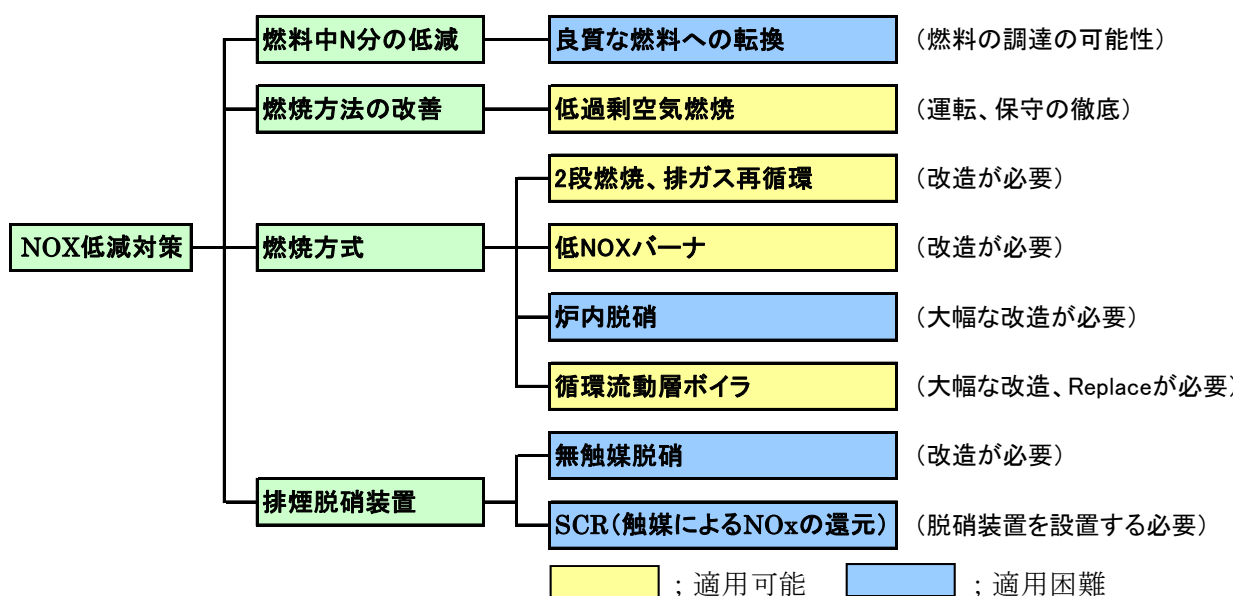 燃料中N分の低減 良質な燃料への転換 (燃料の調達の可能性)
燃焼方法の改善 低過剰空気燃焼 (運転、保守の徹底)
2段燃焼、排ガス再循環 (改造が必要)
NOX低減対策 燃焼方式 低NOXバーナ (改造が必要)
炉内脱硝 (大幅な改造が必要)
循環流動層ボイラ (大幅な改造、Replaceが必要)
無触媒脱硝 (改造が必要)
排煙脱硝装置
SCR(触媒によるNOxの還元) (脱硝装置を設置する必要)
；適用可能 ；適用困難